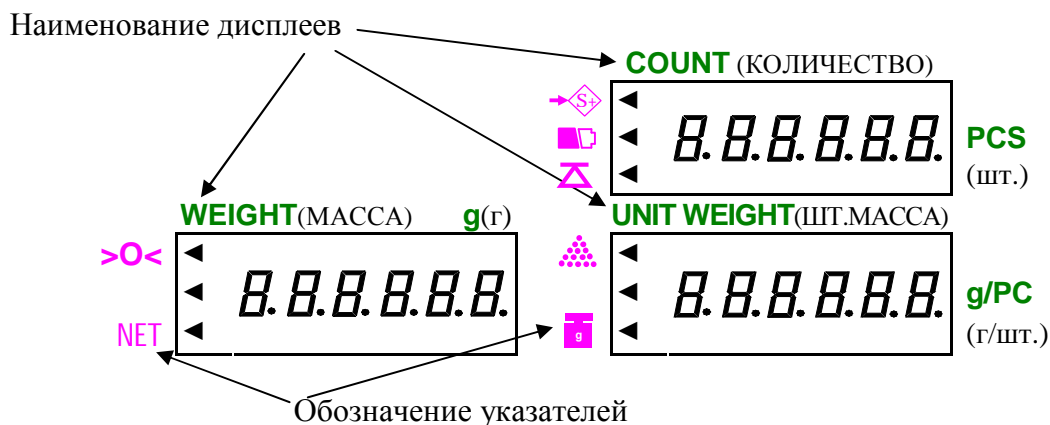 Наименование дисплеев
COUNT (КОЛИЧЕСТВО)
S+
8.8.8.8.8.8.
PCS
(шт.)
WEIGHT(МАССА) g(г)
>O<
8.8.8.8.8.8.
NET
UNIT WEIGHT(ШТ.МАССА)
8.8.8.8.8.8.
g
g/PC
(г/шт.)
Обозначение указателей